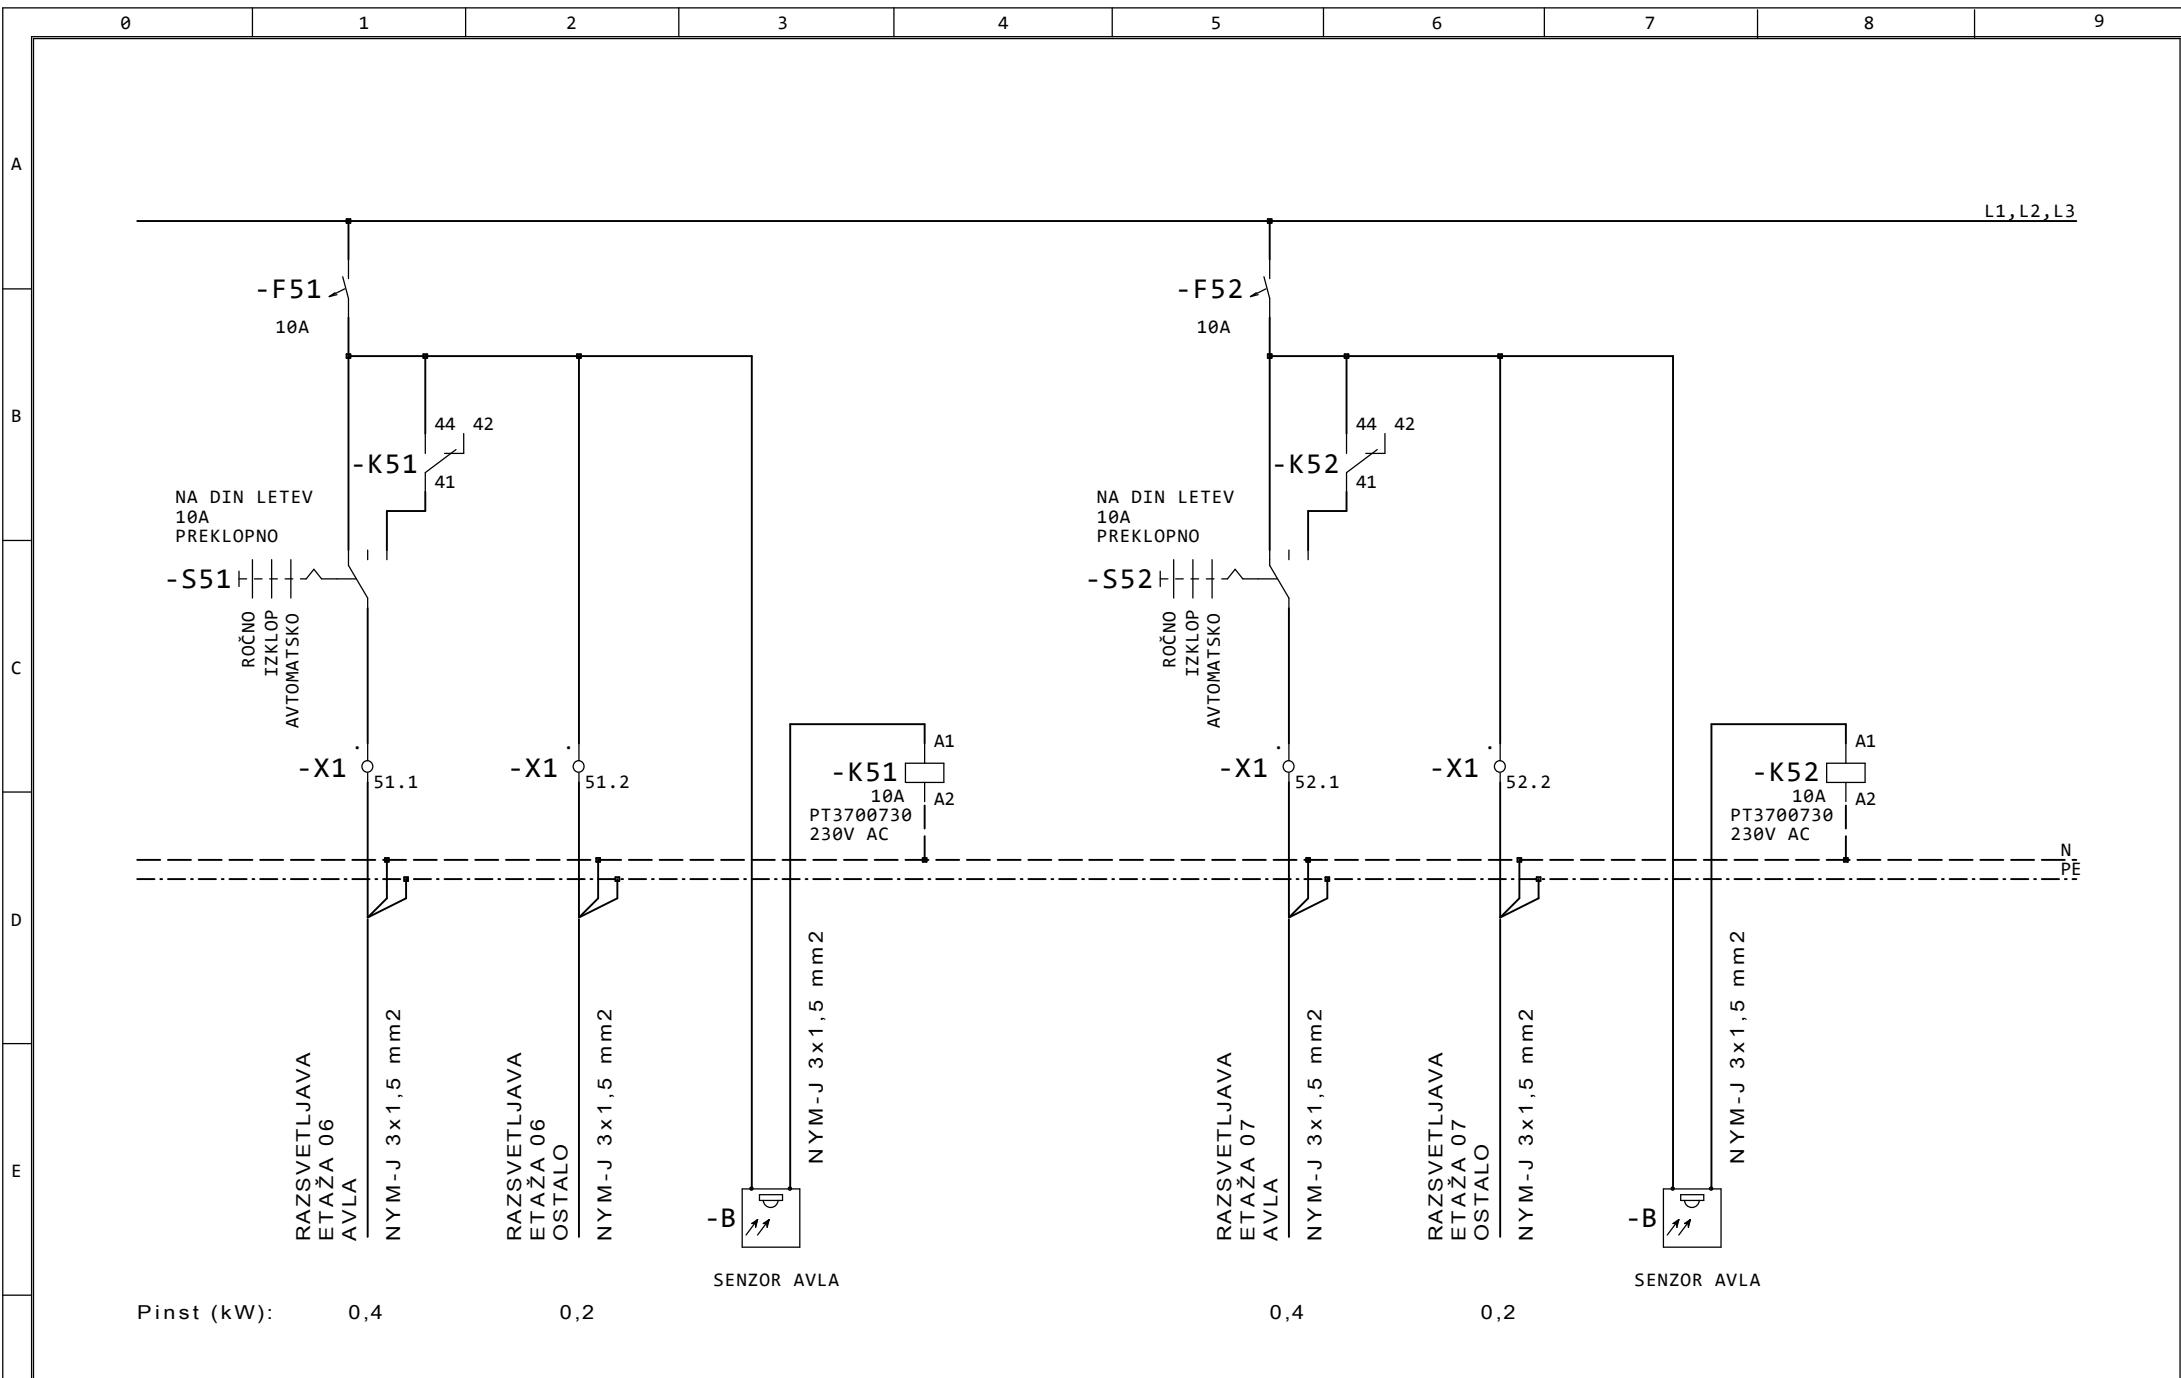 0 1 2 3 4 5 6 7 8 9
A
L1,L2,L3
-F51
10A
-F52
10A
B
44 42
-K51
41
44 42
-K52
41
NA DIN LETEV
10A
PREKLOPNO
-S51
ROČNO
IZKLOP
AVTOMATSKO
NA DIN LETEV
10A
PREKLOPNO
-S52
ROČNO
IZKLOP
AVTOMATSKO
C
-X1
51.1
-X1
51.2
A1
-K51
10A
A2
PT3700730
230V AC
-X1
52.1
-X1
52.2
A1
-K52
10A
A2
PT3700730
230V AC
N
PE
D
RAZSVETLJAVA
ETAŽA 06
AVLA
NYM-J 3x1,5 mm2
RAZSVETLJAVA
ETAŽA 06
OSTALO
NYM-J 3x1,5 mm2
NYM-J 3x1,5 mm2
RAZSVETLJAVA
ETAŽA 07
AVLA
NYM-J 3x1,5 mm2
RAZSVETLJAVA
ETAŽA 07
OSTALO
NYM-J 3x1,5 mm2
NYM-J 3x1,5 mm2
E
-B
SENZOR AVLA
-B
SENZOR AVLA
Pinst (kW): 0,4 0,2 0,4 0,2